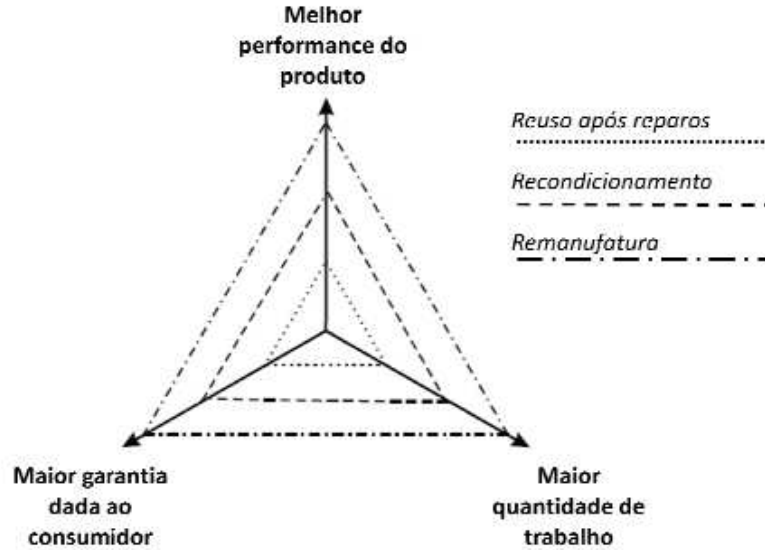 Melhor
performance do
produto
Reuso após reparos
Recondicionamento
Remanufatura
Maior garantia
dada ao
consumidor
Maior
quantidade de
trabalho